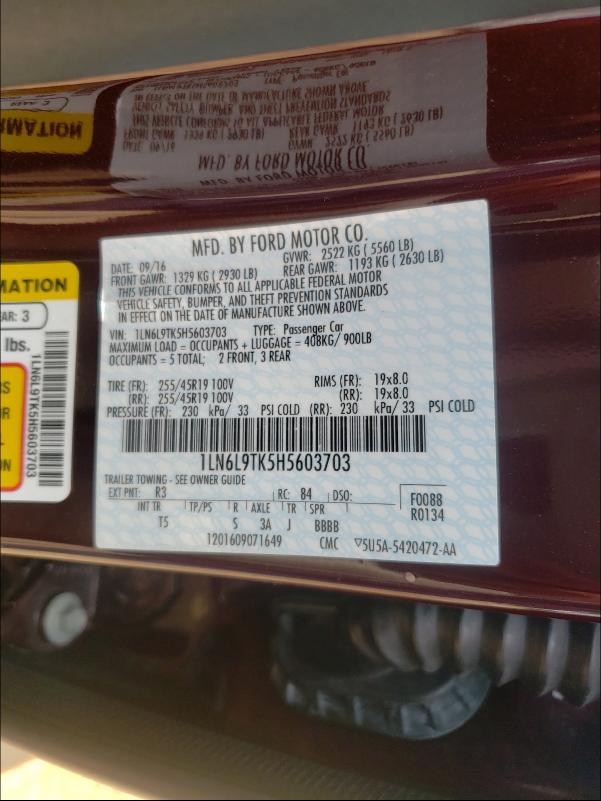 MFD. BY FORD MOTOR CO.
DATE: 09/16 GVWR: 2522 KG ( 5560 LB)
FRONT GAWR: 1329 KG ( 2930 LB) REAR GAWR: 1193 KG ( 2630 LB)
THIS VEHICLE CONFORMS TO ALL APPLICABLE FEDERAL MOTOR
VEHICLE SAFETY, BUMPER, AND THEFT PREVENTION STANDARDS
IN EFFECT ON THE DATE OF MANUFACTURE SHOWN ABOVE.
VIN: 1LN6L9TK5H5603703 TYPE: Passenger Car
MAXIMUM LOAD = OCCUPANTS + LUGGAGE = 408KG/ 900LB
OCCUPANTS = 5 TOTAL; 2 FRONT, 3 REAR
TIRE (FR): 255/45R19 100V RIMS (FR): 19x8.0
(RR): 255/45R19 100V (RR): 19x8.0
PRESSURE (FR): 230 kPa/ 33 PSI COLD (RR): 230 kPa/ 33 PSI COLD
1LN6L9TK5H5603703
TRAILER TOWING - SEE OWNER GUIDE
EXT PNT: R3 RC: 84 DSO: F0088
INT TR TP/PS R AXLE TR SPR R0134
T5 S 3A J BBBB
1201609071649 CMC ▽5U5A-5420472-AA
MATION
AR: 3
lbs.
1LN6L9TK5H5603703